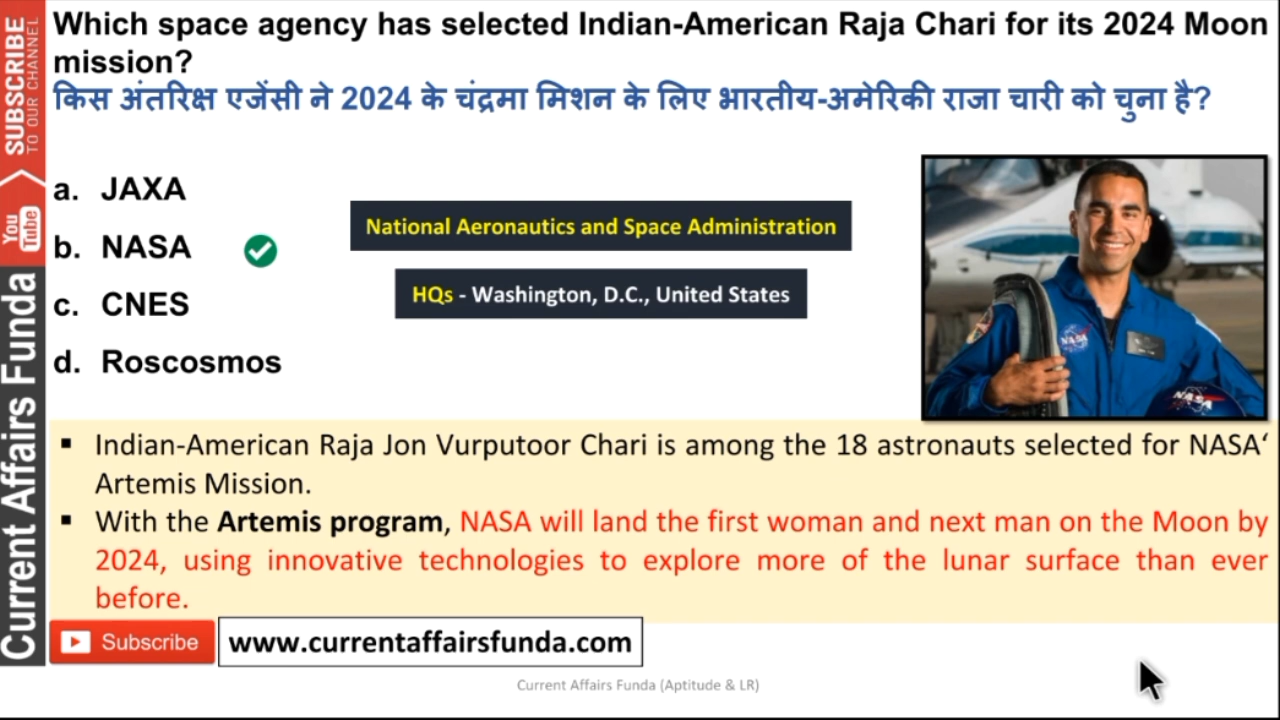 Which space agency has selected Indian-American Raja Chari for its 2024 Moon
mission?
किस अंतरिक्ष एजेंसी ने 2024 के चंद्रमा मिशन के लिए भारतीय-अमेरिकी राजा चारी को चुना है?
a. JAXA
b. NASA
c. CNES
d. Roscosmos
National Aeronautics and Space Administration
HQs - Washington, D.C., United States
NASA
NASA
▪ Indian-American Raja Jon Vurputoor Chari is among the 18 astronauts selected for NASA‘
Artemis Mission.
▪ With the Artemis program, NASA will land the first woman and next man on the Moon by
2024, using innovative technologies to explore more of the lunar surface than ever
before.
Subscribe
www.currentaffairsfunda.com
Current Affairs Funda (Aptitude & LR)
SUBSCRIBE
TO OUR CHANNEL
You
Tube
Current Affairs Funda